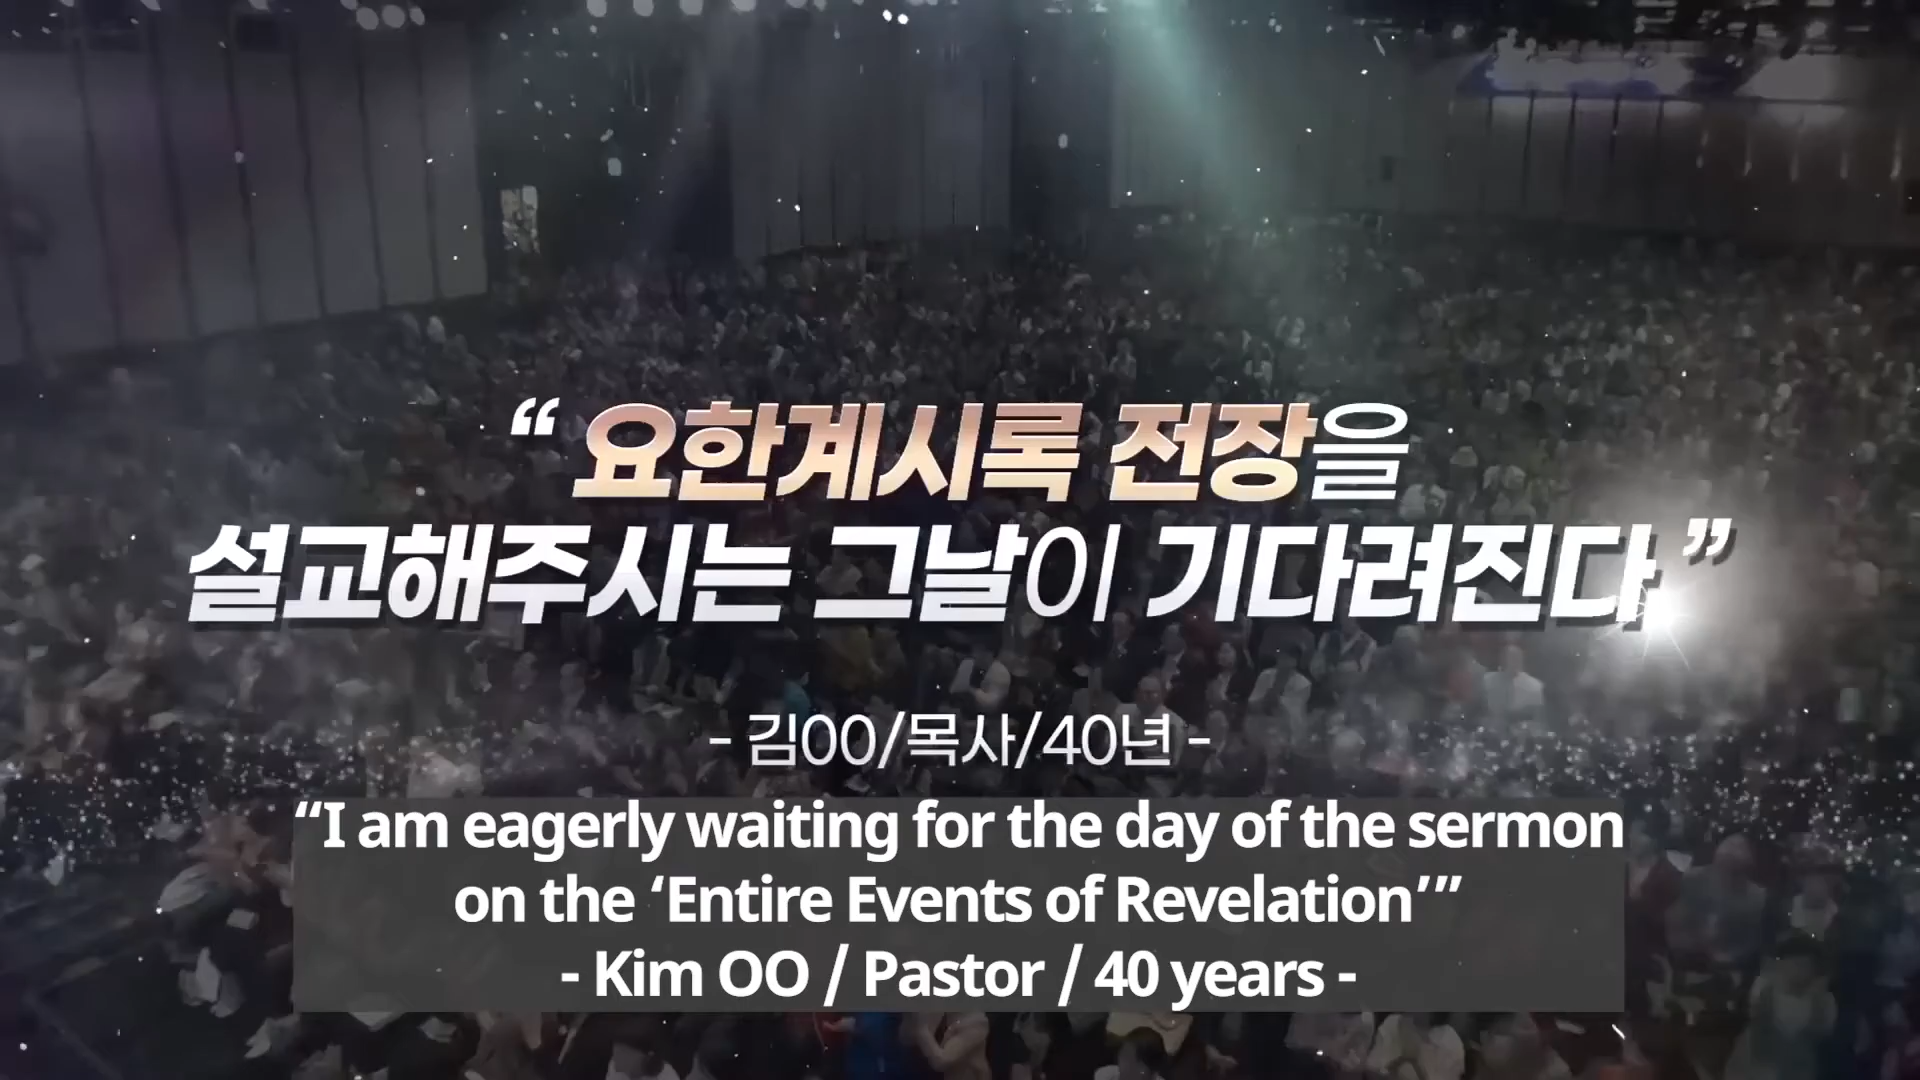 “요한계시록 전장을
설교해주시는 그날이 기다려진다.”
- 김OO/목사/40년 -
“I am eagerly waiting for the day of the sermon
on the ‘Entire Events of Revelation’”
- Kim OO / Pastor / 40 years -